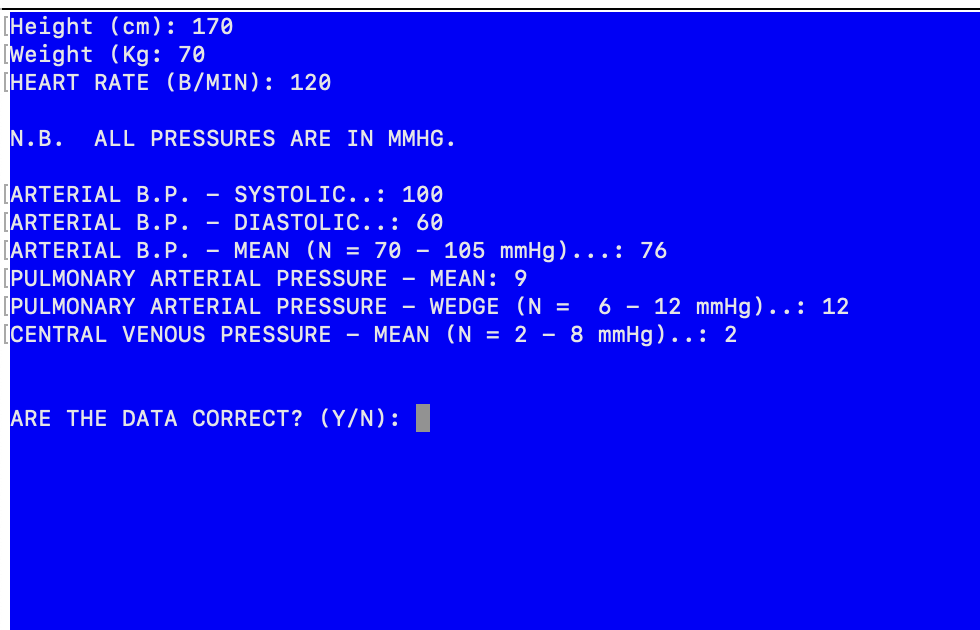 Height (cm): 170
Weight (Kg: 70
HEART RATE (B/MIN): 120
N.B.  ALL PRESSURES ARE IN MMHG.
ARTERIAL B.P. – SYSTOLIC..: 100
ARTERIAL B.P. – DIASTOLIC..: 60
ARTERIAL B.P. – MEAN (N = 70 – 105 mmHg)...: 76
PULMONARY ARTERIAL PRESSURE – MEAN: 9
PULMONARY ARTERIAL PRESSURE – WEDGE (N =  6 – 12 mmHg)..: 12
CENTRAL VENOUS PRESSURE – MEAN (N = 2 – 8 mmHg)..: 2
ARE THE DATA CORRECT? (Y/N):